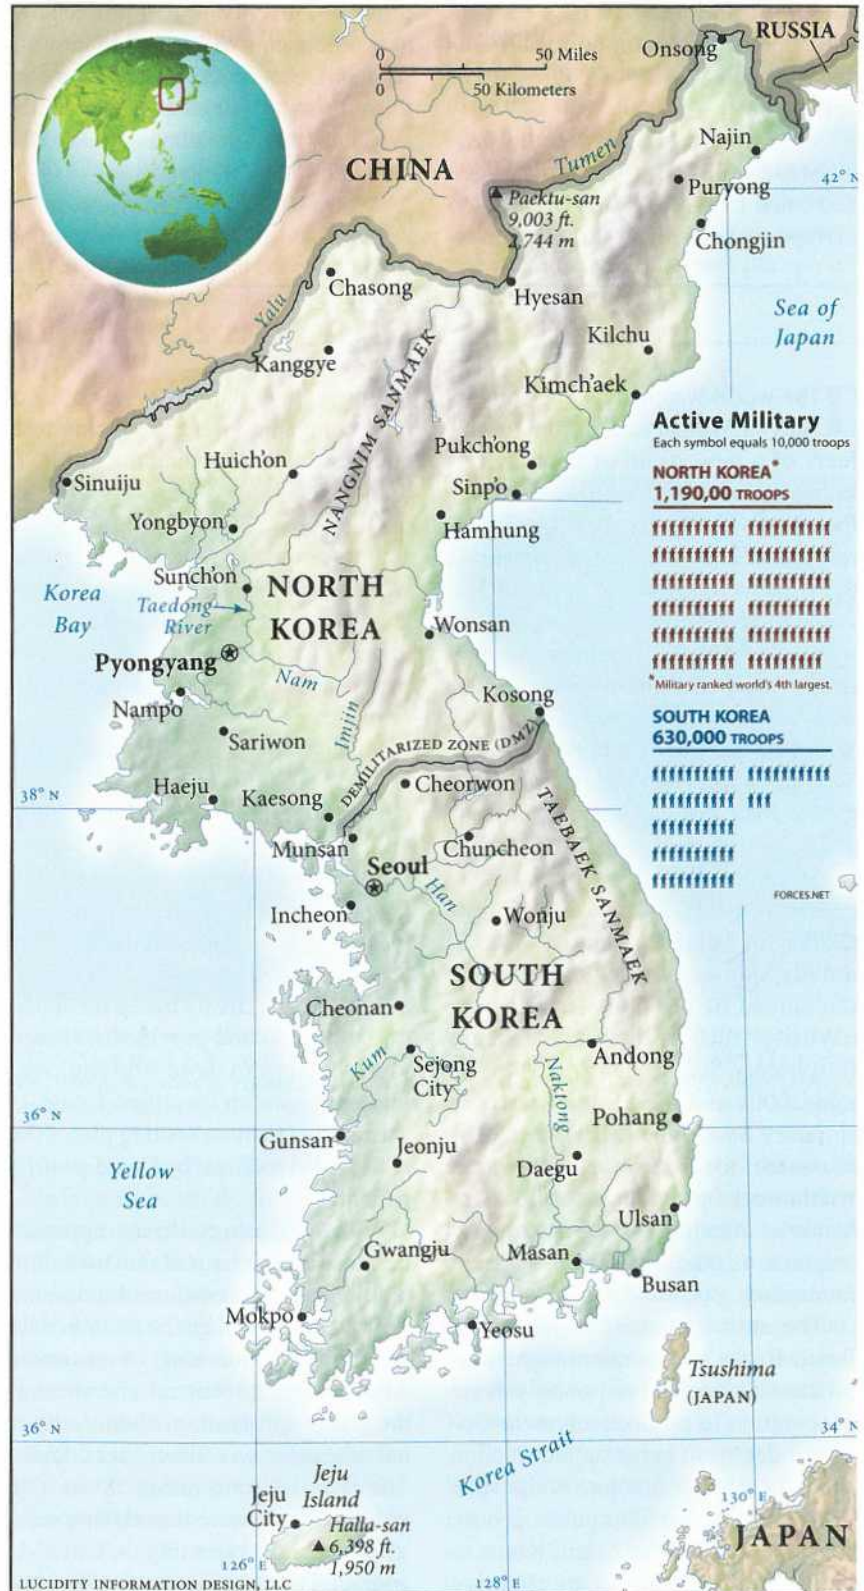 RUSSIA
Onsong
0 50 Miles
0 50 Kilometers
Tumen
Najin
CHINA
42° N
Puryong
Paektu-san
9,003 ft.
2,744 m
Chongjin
Chasong
Hyesan
Yalu
Sea of
Japan
Kilchu
Kanggye
Kimch'aek
NANGNIM SANMAEK
Active Military
Each symbol equals 10,000 troops
NORTH KOREA*
1,190,00 TROOPS
*Military ranked world's 4th largest.
SOUTH KOREA
630,000 TROOPS
FORCES.NET
Pukch'ong
Huich'on
Sinuiju
Sinp'o
Yongbyon
Hamhung
Sunch'on
NORTH
KOREA
Korea
Bay
Taedong
River
Wonsan
Pyongyang
Nam
Kosong
Namp'o
Imjin
Sariwon
DEMILITARIZED ZONE (DMZ)
Haeju
Kaesong
Cheorwon
38° N
TAEBAEK SANMAEK
Munsan
Chuncheon
Seoul
Han
Incheon
Wonju
SOUTH
KOREA
Cheonan
Kum
Sejong
City
Andong
Naktong
36° N
Pohang
Gunsan
Jeonju
Daegu
Yellow
Sea
Ulsan
Gwangju
Masan
Busan
Mokpo
Yeosu
Tsushima
(JAPAN)
36° N
34° N
Korea Strait
Jeju
Island
Jeju
City
Halla-san
6,398 ft.
1,950 m
130° E
JAPAN
126° E
128° E
LUCIDITY INFORMATION DESIGN, LLC